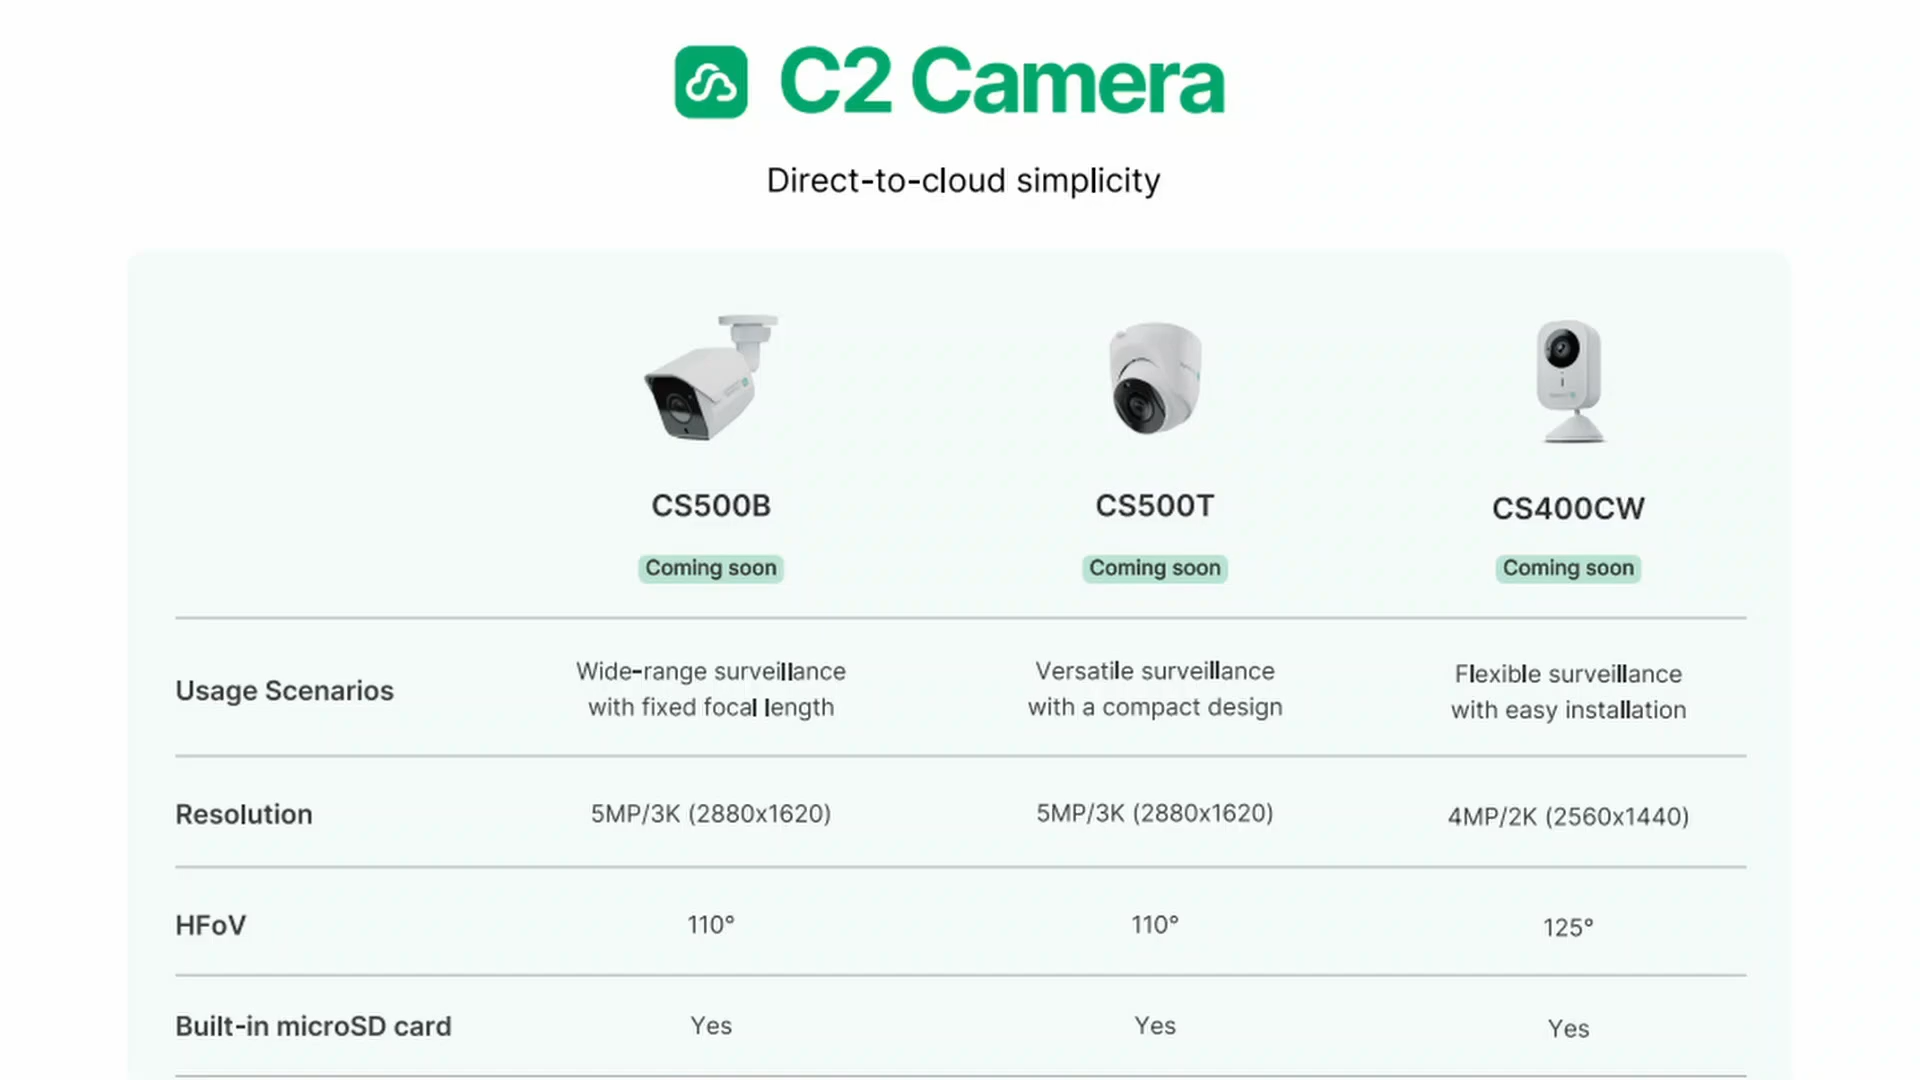 C2 Camera
Direct-to-cloud simplicity
CS500B
CS500T
CS400CW
Coming soon
Coming soon
Coming soon
Usage Scenarios
Wide-range surveillance
with fixed focal length
Versatile surveillance
with a compact design
Flexible surveillance
with easy installation
Resolution
5MP/3K (2880x1620)
5MP/3K (2880x1620)
4MP/2K (2560x1440)
HFoV
110°
110°
125°
Built-in microSD card
Yes
Yes
Yes